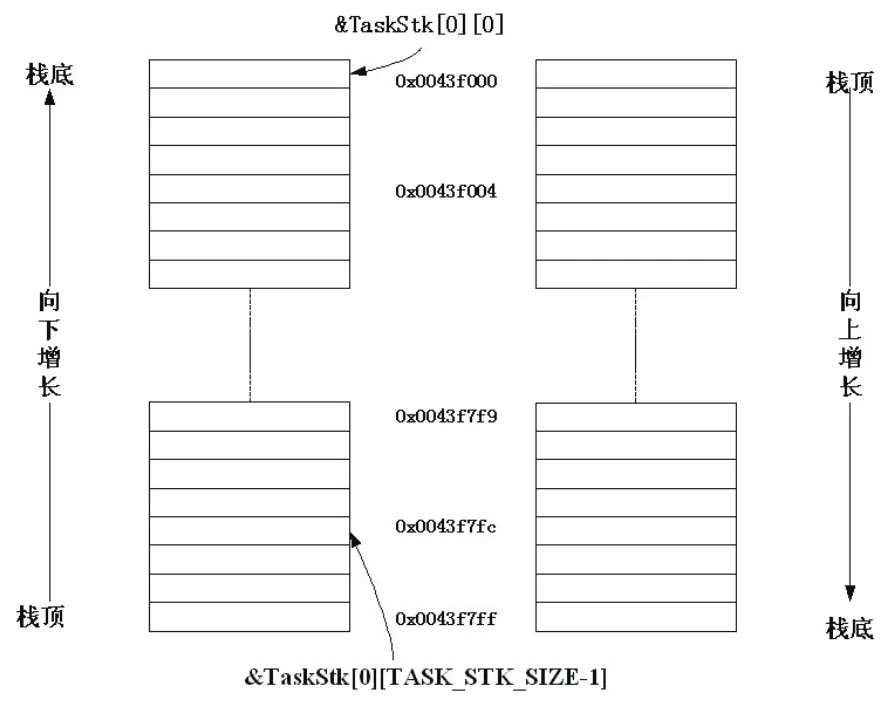 &TaskStk[0][0]
栈底
0x0043f000
栈顶
0x0043f004
向下增长
向上增长
0x0043f7f9
0x0043f7fc
栈顶
0x0043f7ff
栈底
&TaskStk[0][TASK_STK_SIZE-1]